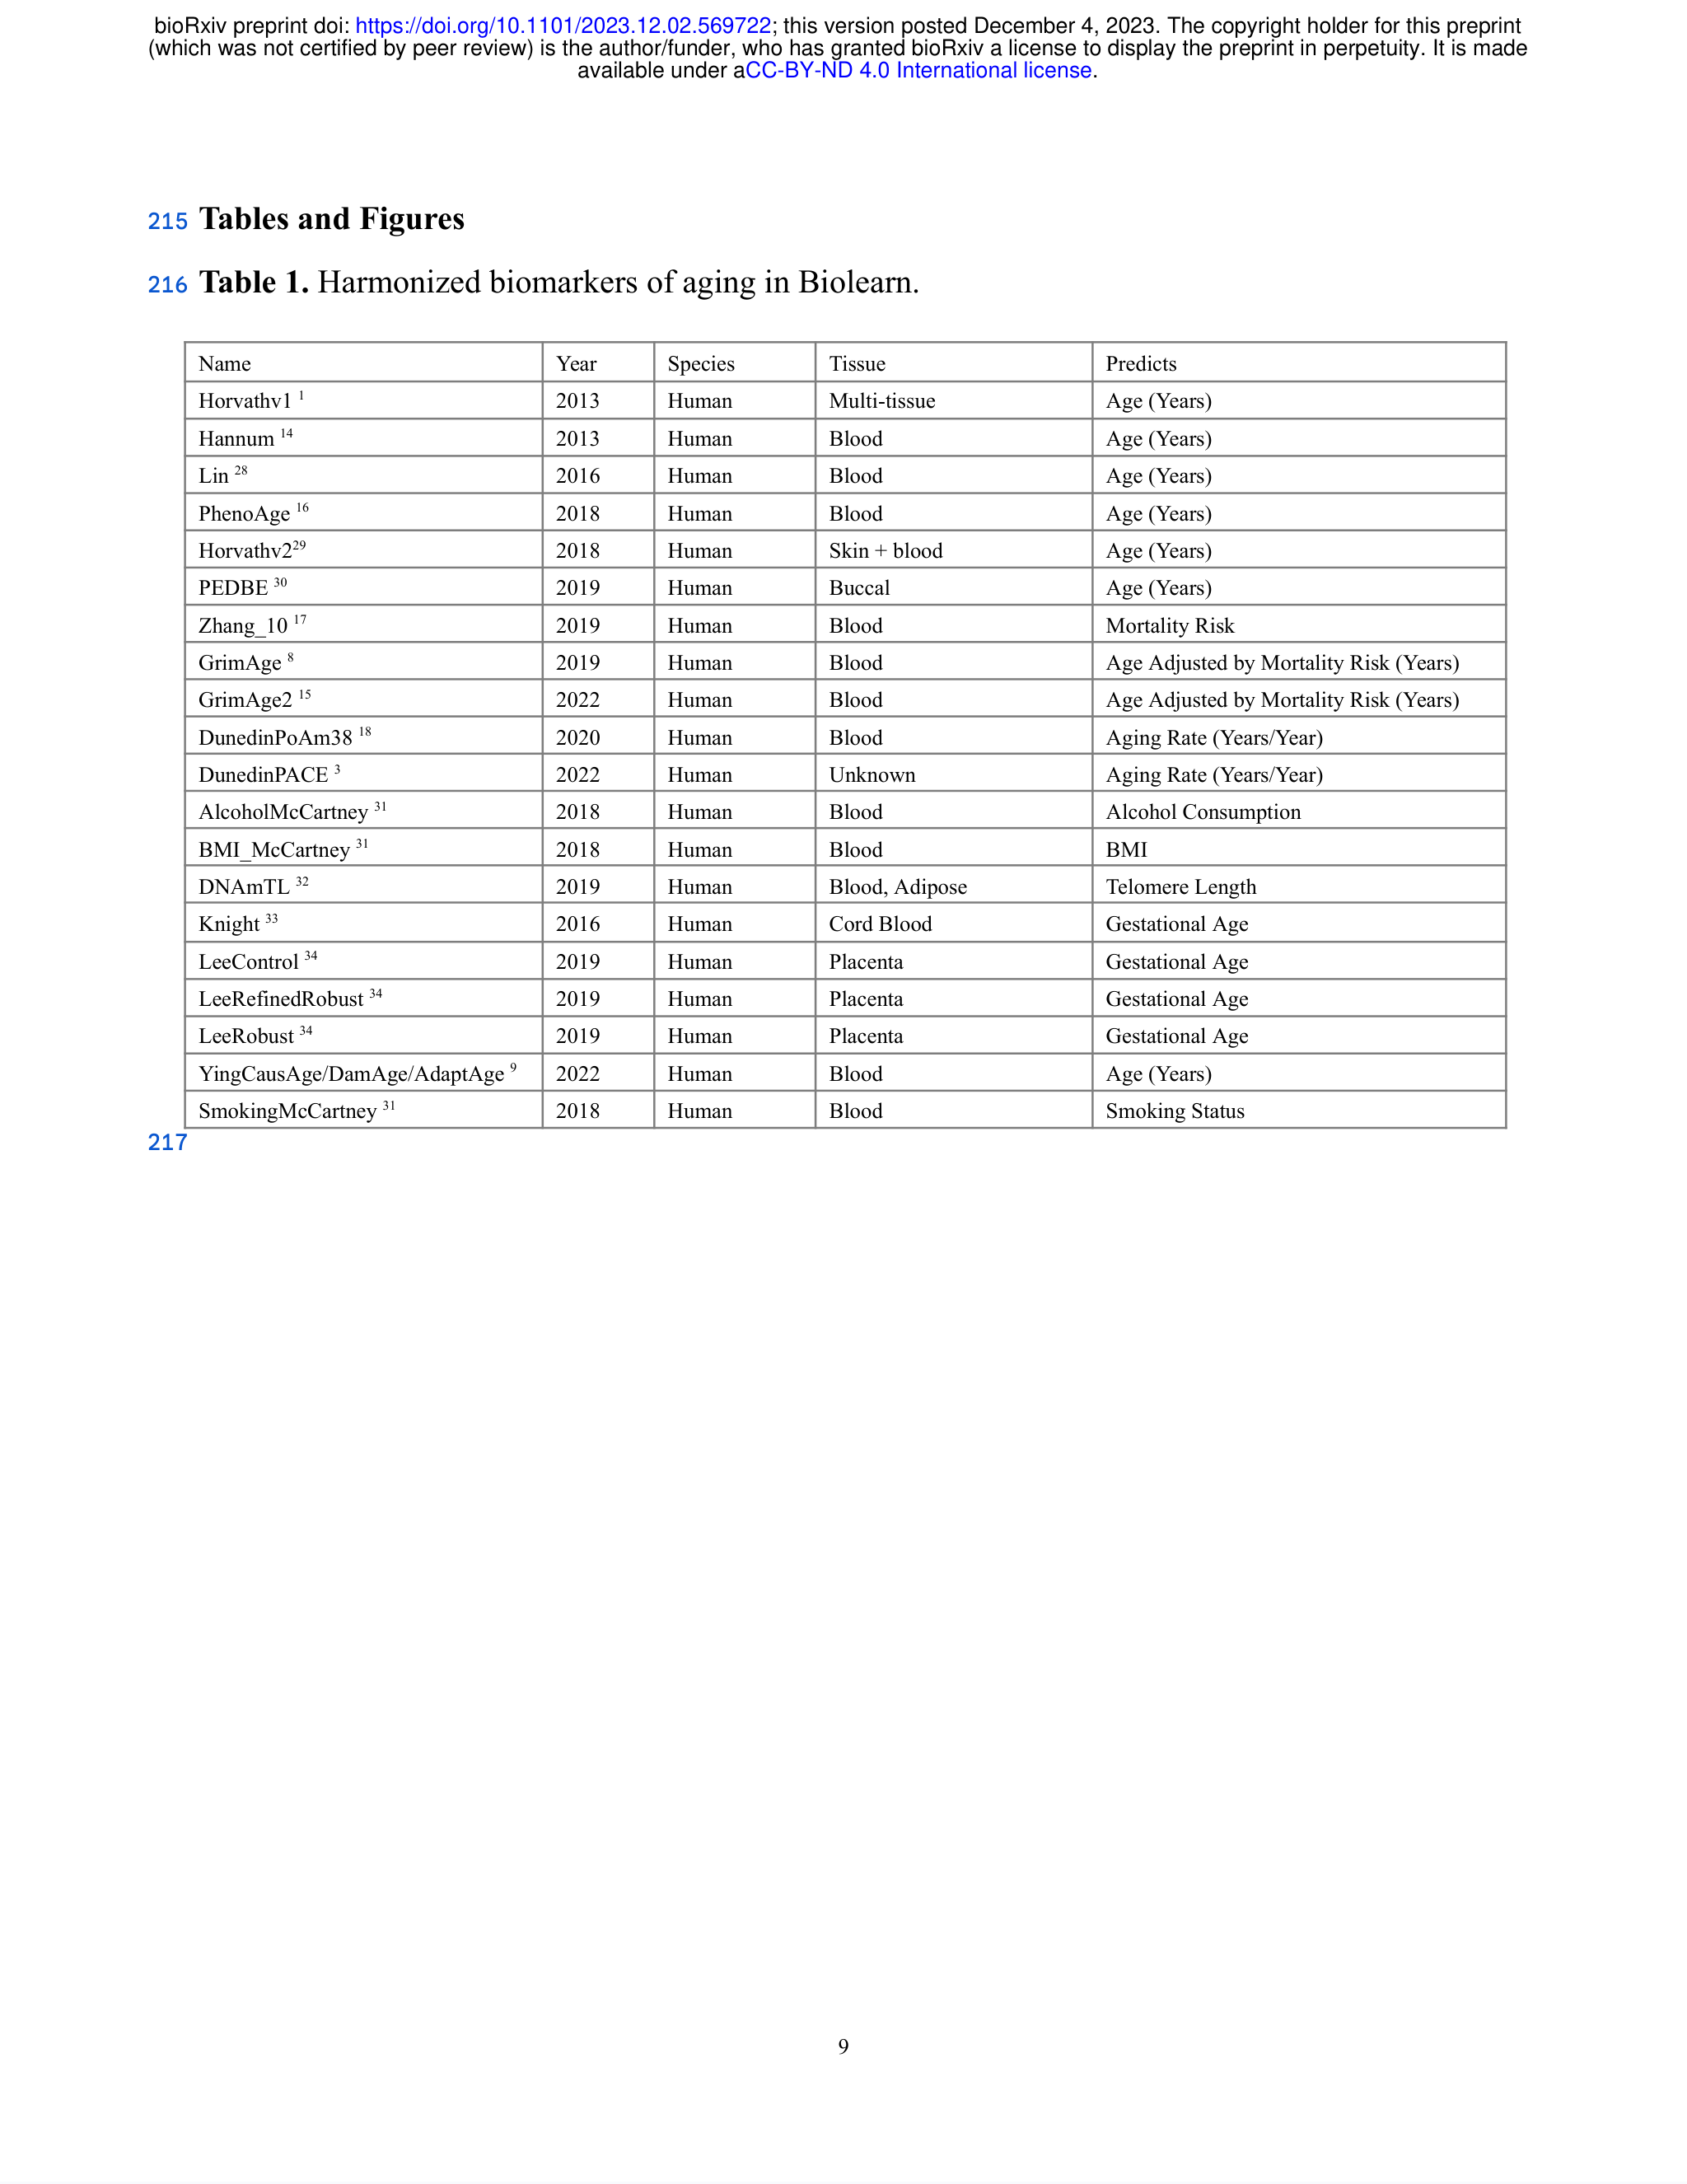 bioRxiv preprint doi: https://doi.org/10.1101/2023.12.02.569722; this version posted December 4, 2023. The copyright holder for this preprint
(which was not certified by peer review) is the author/funder, who has granted bioRxiv a license to display the preprint in perpetuity. It is made
available under aCC-BY-ND 4.0 International license.
215 Tables and Figures
216 Table 1. Harmonized biomarkers of aging in Biolearn.
Name Year Species Tissue Predicts
Horvathv1 1 2013 Human Multi-tissue Age (Years)
Hannum 14 2013 Human Blood Age (Years)
Lin 28 2016 Human Blood Age (Years)
PhenoAge 16 2018 Human Blood Age (Years)
Horvathv229 2018 Human Skin + blood Age (Years)
PEDBE 30 2019 Human Buccal Age (Years)
Zhang_10 17 2019 Human Blood Mortality Risk
GrimAge 8 2019 Human Blood Age Adjusted by Mortality Risk (Years)
GrimAge2 15 2022 Human Blood Age Adjusted by Mortality Risk (Years)
DunedinPoAm38 18 2020 Human Blood Aging Rate (Years/Year)
DunedinPACE 3 2022 Human Unknown Aging Rate (Years/Year)
AlcoholMcCartney 31 2018 Human Blood Alcohol Consumption
BMI_McCartney 31 2018 Human Blood BMI
DNAmTL 32 2019 Human Blood, Adipose Telomere Length
Knight 33 2016 Human Cord Blood Gestational Age
LeeControl 34 2019 Human Placenta Gestational Age
LeeRefinedRobust 34 2019 Human Placenta Gestational Age
LeeRobust 34 2019 Human Placenta Gestational Age
YingCausAge/DamAge/AdaptAge 9 2022 Human Blood Age (Years)
SmokingMcCartney 31 2018 Human Blood Smoking Status
217
9